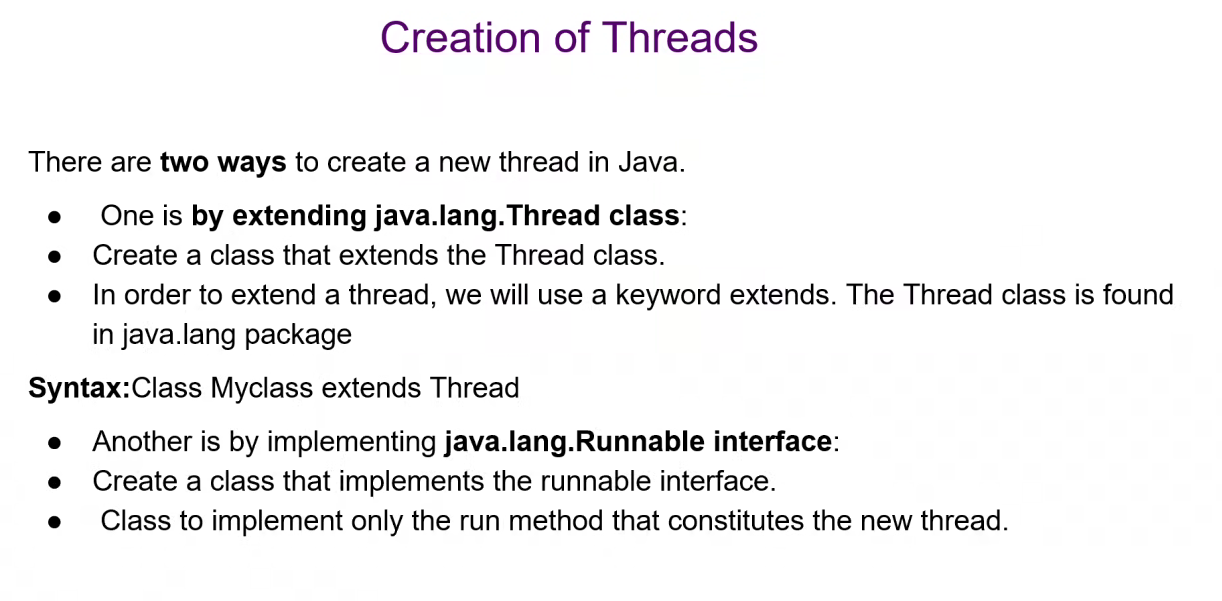 Creation of Threads
There are two ways to create a new thread in Java.
● One is by extending java.lang.Thread class:
● Create a class that extends the Thread class.
● In order to extend a thread, we will use a keyword extends. The Thread class is found
in java.lang package
Syntax:Class Myclass extends Thread
● Another is by implementing java.lang.Runnable interface:
● Create a class that implements the runnable interface.
● Class to implement only the run method that constitutes the new thread.